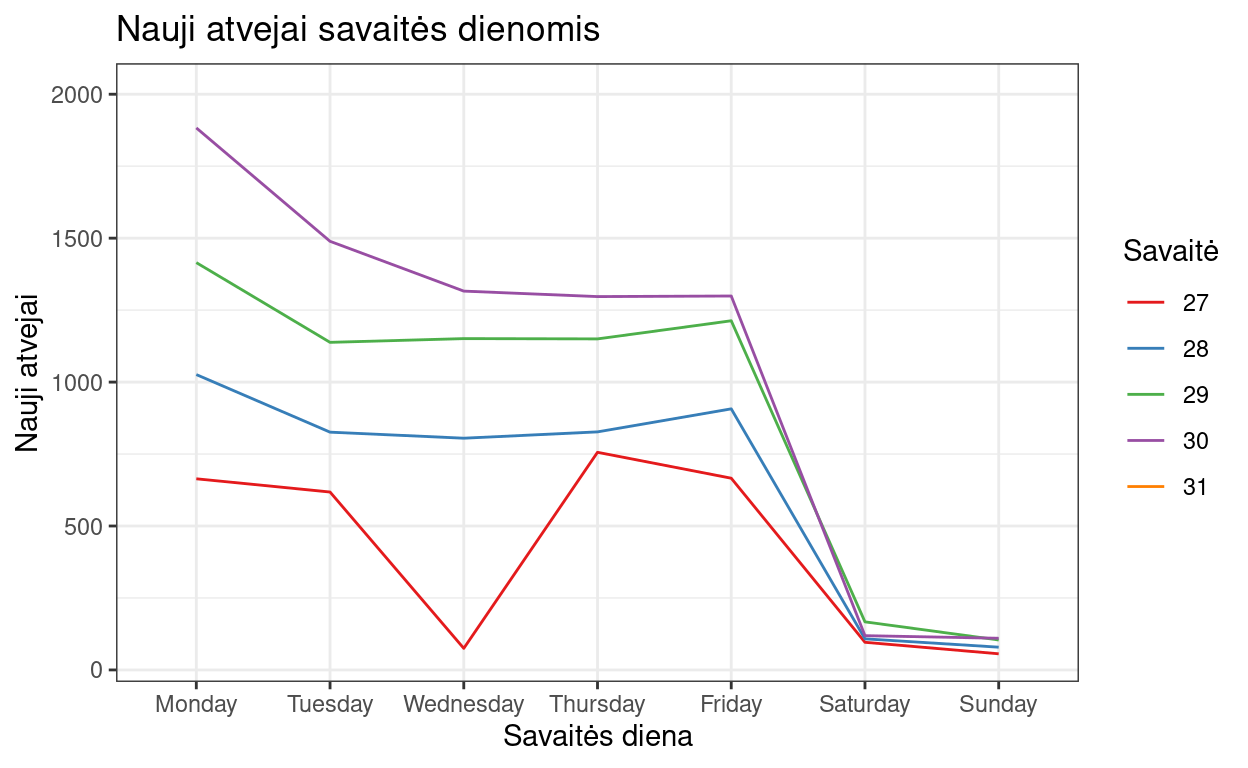 Nauji atvejai savaitės dienomis
2000
1500
1000
500
0
Nauji atvejai
Monday
Tuesday
Wednesday
Thursday
Friday
Saturday
Sunday
Savaitės diena
Savaitė
27
28
29
30
31